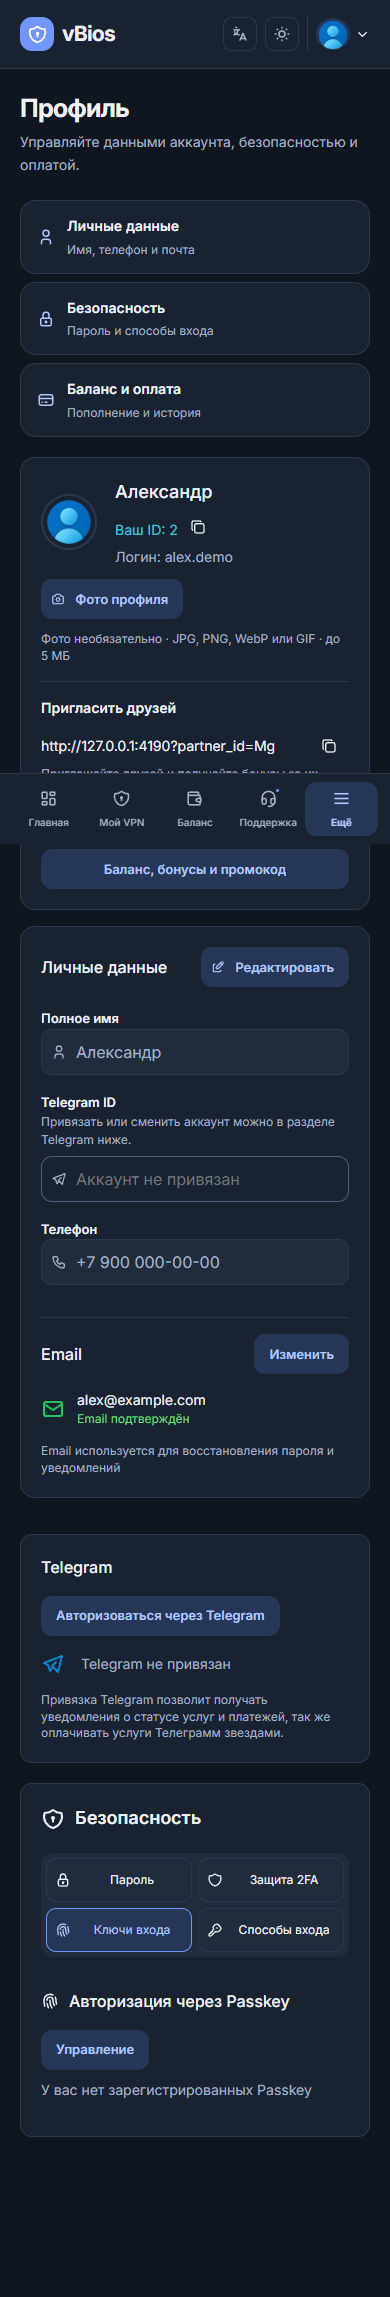 vBios
Профиль
Управляйте данными аккаунта, безопасностью и
оплатой.
Личные данные
Имя, телефон и почта
Безопасность
Пароль и способы входа
Баланс и оплата
Пополнение и история
Александр
Ваш ID: 2
Логин: alex.demo
Фото профиля
Фото необязательно · JPG, PNG, WebP или GIF · до
5 МБ
Пригласить друзей
http://127.0.0.1:4190?partner_id=Mg
Главная
Мой VPN
Баланс
Поддержка
Ещё
Баланс, бонусы и промокод
Личные данные
Редактировать
Полное имя
Александр
Telegram ID
Привязать или сменить аккаунт можно в разделе
Telegram ниже.
Аккаунт не привязан
Телефон
+7 900 000-00-00
Email
Изменить
alex@example.com
Email подтверждён
Email используется для восстановления пароля и
уведомлений
Telegram
Авторизоваться через Telegram
Telegram не привязан
Привязка Telegram позволит получать
уведомления о статусе услуг и платежей, так же
оплачивать услуги Телеграмм звездами.
Безопасность
Пароль
Защита 2FA
Ключи входа
Способы входа
Авторизация через Passkey
Управление
У вас нет зарегистрированных Passkey